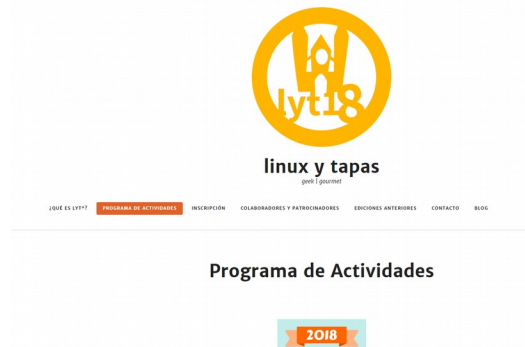 lyt18
linux y tapas
geek | gourmet
¿QUÉ ES LYT*? PROGRAMA DE ACTIVIDADES INSCRIPCIÓN COLABORADORES Y PATROCINADORES EDICIONES ANTERIORES CONTACTO BLOG
Programa de Actividades
2018